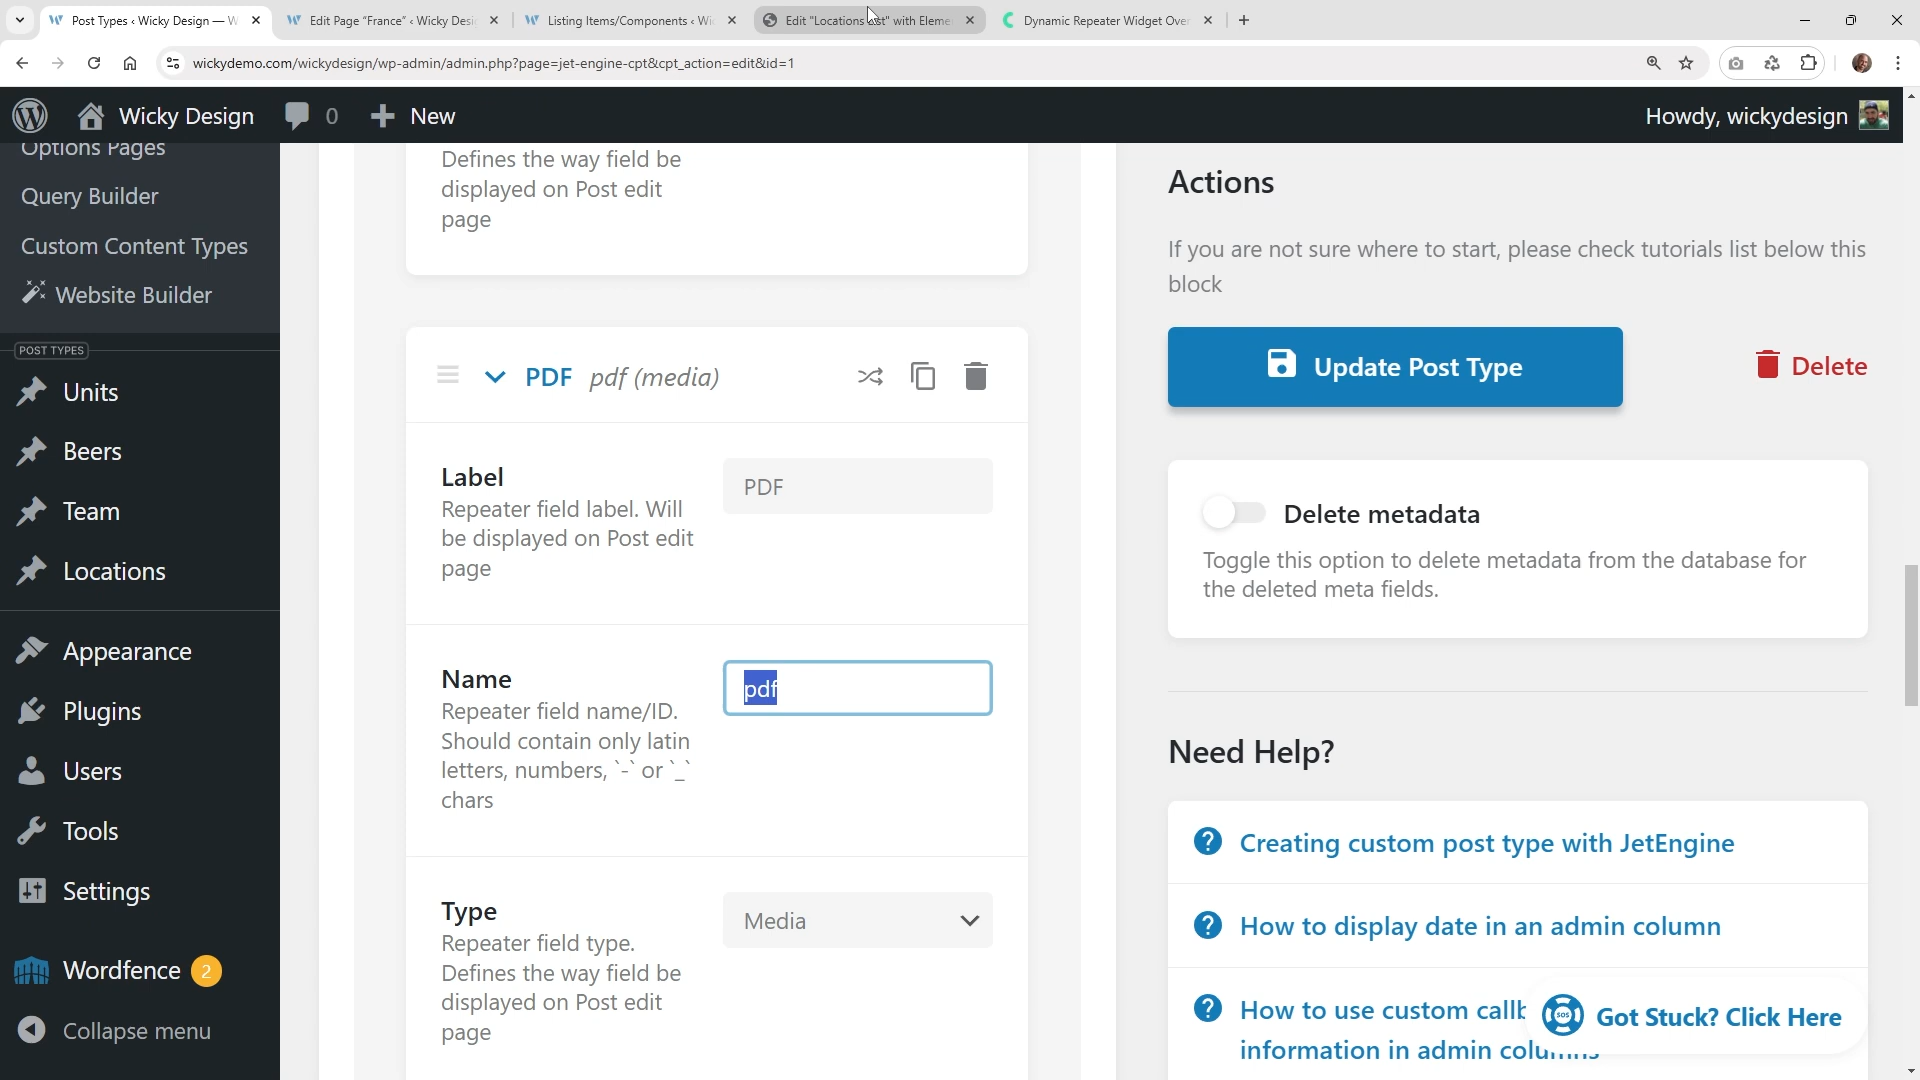 Post Types ‹ Wicky Design — W
Edit Page "France" ‹ Wicky Desig
Listing Items/Components ‹ Wic
Edit "Locations List" with Elemen
Dynamic Repeater Widget Over
wickydemo.com/wickydesign/wp-admin/admin.php?page=jet-engine-cpt&cpt_action=edit&id=1
Wicky Design
0
New
Howdy, wickydesign
Options Pages
Query Builder
Custom Content Types
Website Builder
POST TYPES
Units
Beers
Team
Locations
Appearance
Plugins
Users
Tools
Settings
Wordfence 2
Collapse menu
Defines the way field be
displayed on Post edit
page
PDF pdf (media)
Label
Repeater field label. Will
be displayed on Post edit
page
PDF
Name
Repeater field name/ID.
Should contain only latin
letters, numbers, `-` or `_`
chars
pdf
Type
Repeater field type.
Defines the way field be
displayed on Post edit
page
Media
Actions
If you are not sure where to start, please check tutorials list below this
block
Update Post Type
Delete
Delete metadata
Toggle this option to delete metadata from the database for
the deleted meta fields.
Need Help?
Creating custom post type with JetEngine
How to display date in an admin column
How to use custom callb
information in admin columns
SOS
Got Stuck? Click Here